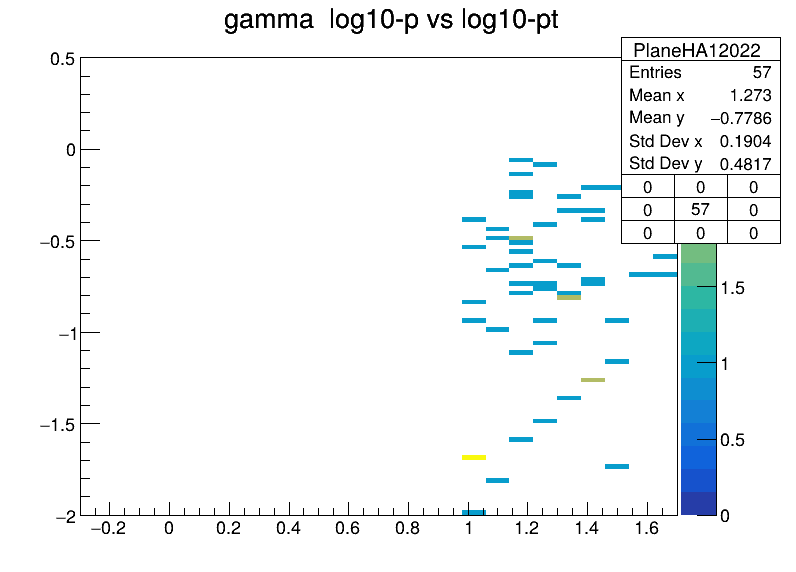 gamma  log10-p vs log10-pt
PlaneHA12022
Entries 57
Mean x 1.273
Mean y −0.7786
Std Dev x 0.1904
Std Dev y 0.4817
0 0 0
0 57 0
0 0 0
0.5
0
−0.5
−1
−1.5
−2
−0.2 0 0.2 0.4 0.6 0.8 1 1.2 1.4 1.6
1.5
1
0.5
0